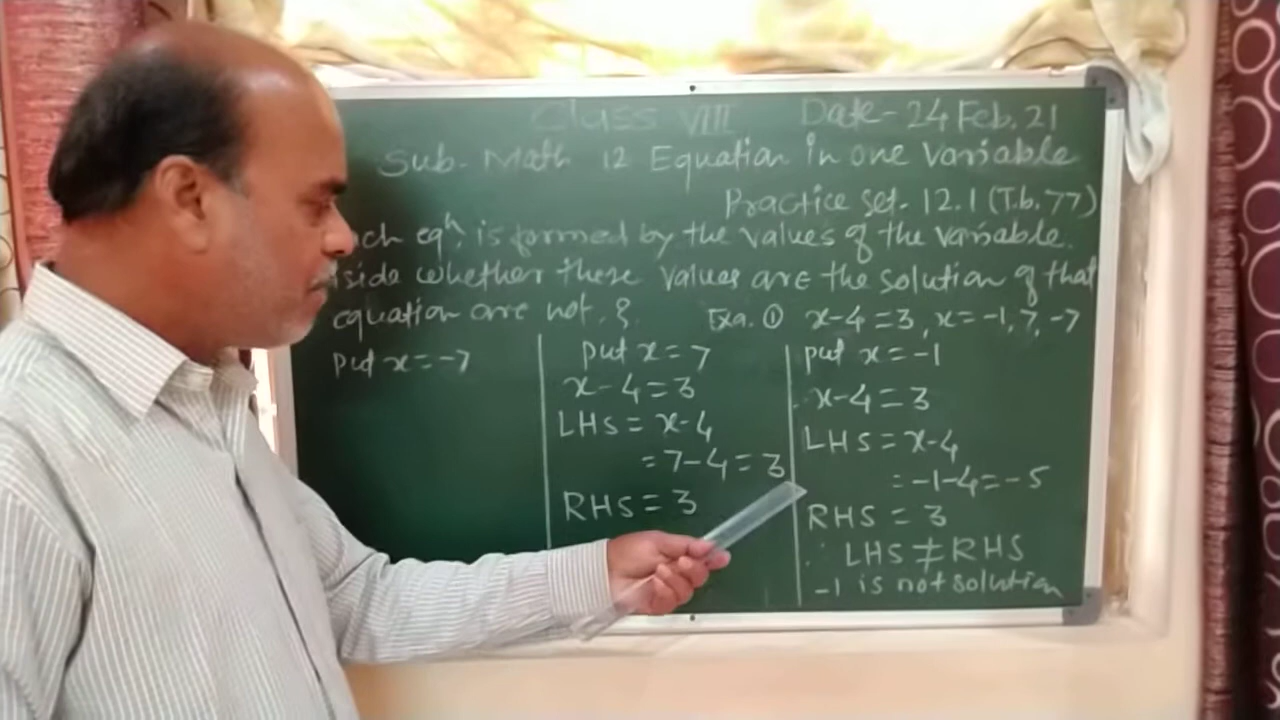 Class VIII Date-24 Feb. 21
Sub- Math 12 Equation in one variable
Practice set- 12.1 (T.b.77)
ch eqⁿ. is formed by the values of the variable.
side whether these values are the solution of that
equation are not. ?
Exa. ① x-4=3, x=-1, 7, -7
put x=-7
put x=7
x-4=3
LHS = x-4
=7-4=3
RHS=3
put x=-1
x-4=3
LHS = x-4
=-1-4=-5
RHS = 3
∴ LHS ≠ RHS
-1 is not solution